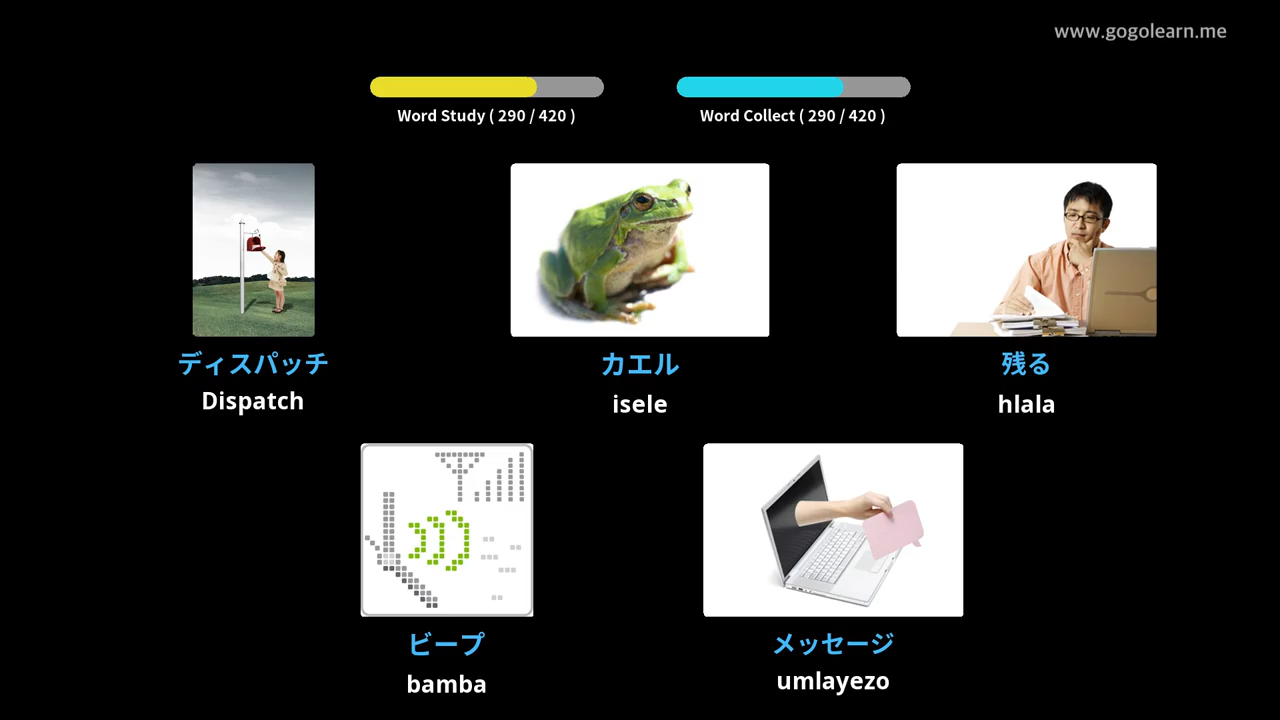 www.gogolearn.me
Word Study ( 290 / 420 )
Word Collect ( 290 / 420 )
ディスパッチ
Dispatch
カエル
isele
残る
hlala
ビープ
bamba
メッセージ
umlayezo